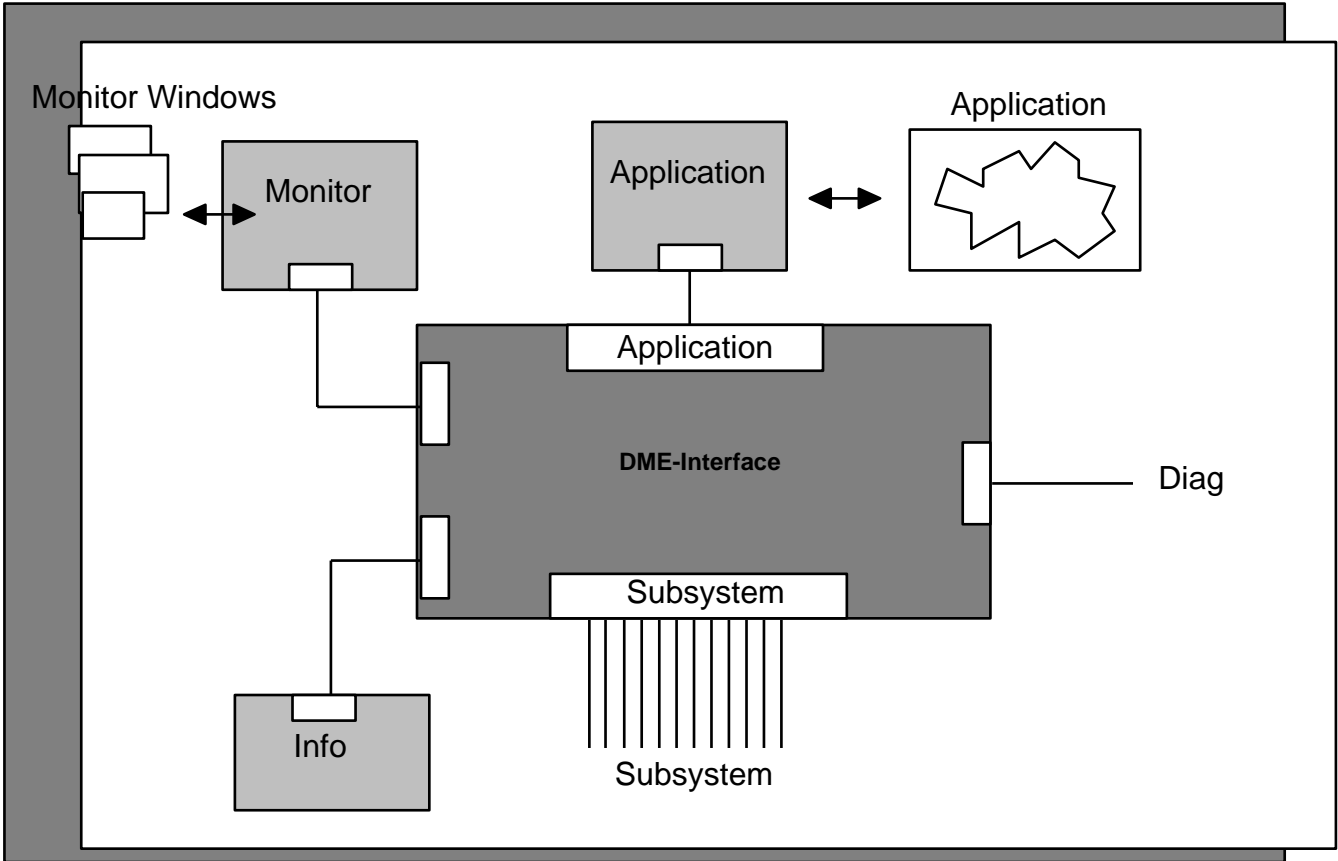 Monitor Windows
Application
Monitor
Application
Application
DME-Interface
Diag
Subsystem
Info
Subsystem